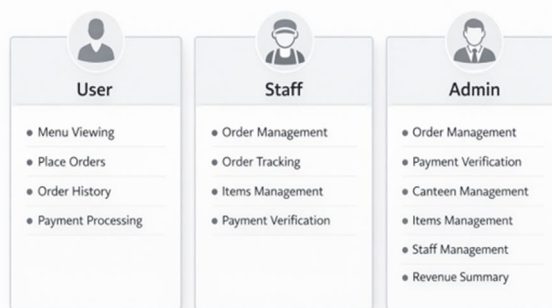 User
Menu Viewing
Place Orders
Order History
Payment Processing
Staff
Order Management
Order Tracking
Items Management
Payment Verification
Admin
Order Management
Payment Verification
Canteen Management
Items Management
Staff Management
Revenue Summary